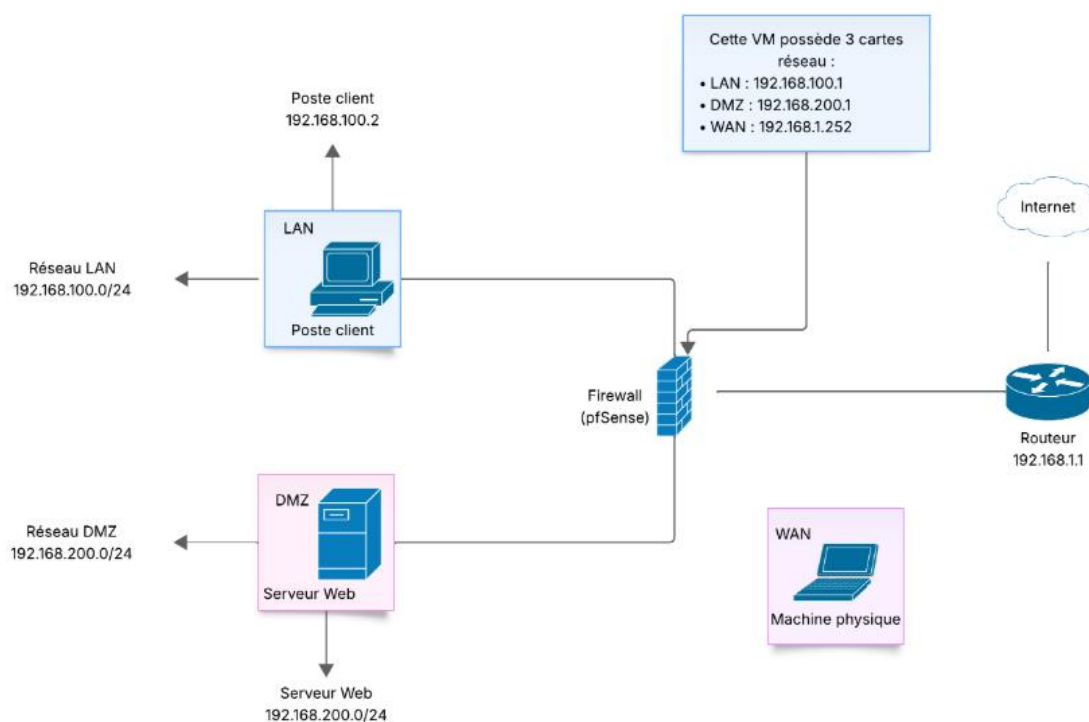 Cette VM possède 3 cartes
réseau :
• LAN : 192.168.100.1
• DMZ : 192.168.200.1
• WAN : 192.168.1.252
Poste client
192.168.100.2
Internet
LAN
Réseau LAN
192.168.100.0/24
Poste client
Firewall
(pfSense)
Routeur
192.168.1.1
DMZ
Réseau DMZ
192.168.200.0/24
Serveur Web
WAN
Machine physique
Serveur Web
192.168.200.0/24